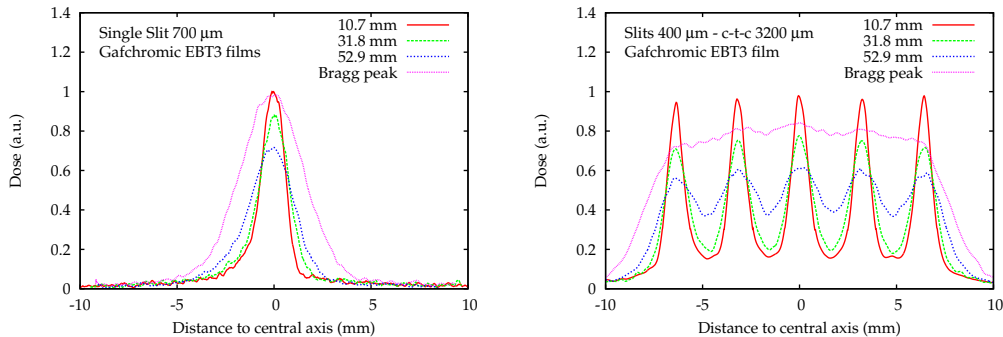 Single Slit 700 μm
Gafchromic EBT3 films
10.7 mm
31.8 mm
52.9 mm
Bragg peak
Dose (a.u.)
1.4
1.2
1
0.8
0.6
0.4
0.2
0
-10
-5
0
5
10
Distance to central axis (mm)
Slits 400 μm - c-t-c 3200 μm
Gafchromic EBT3 film
10.7 mm
31.8 mm
52.9 mm
Bragg peak
Dose (a.u.)
1.4
1.2
1
0.8
0.6
0.4
0.2
0
-10
-5
0
5
10
Distance to central axis (mm)